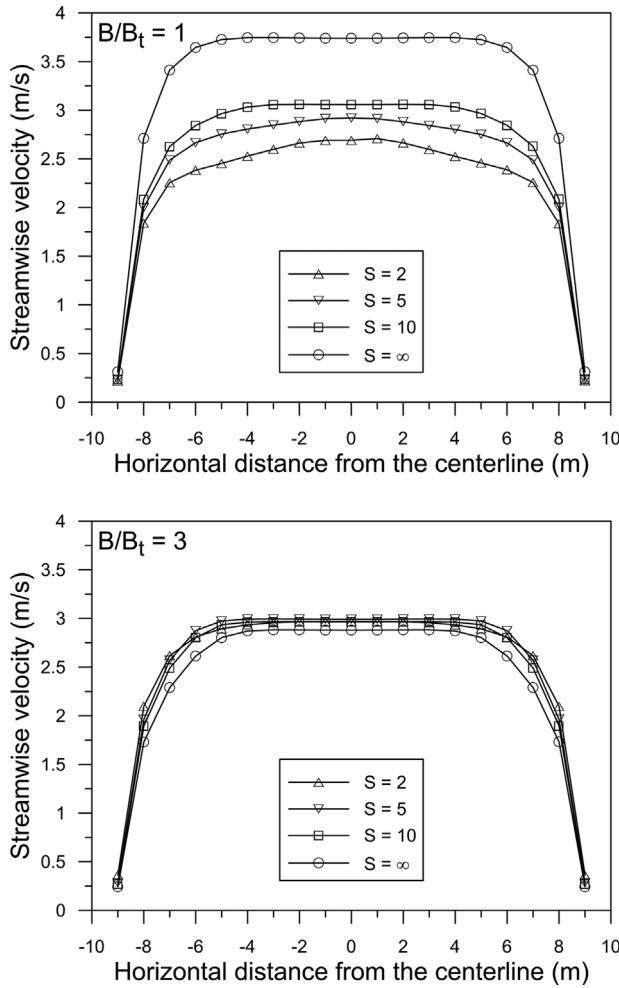 B/Bt = 1
Streamwise velocity (m/s)
4
3.5
3
2.5
2
1.5
1
0.5
0
S = 2
S = 5
S = 10
S = ∞
-10 -8 -6 -4 -2 0 2 4 6 8 10
Horizontal distance from the centerline (m)
B/Bt = 3
Streamwise velocity (m/s)
4
3.5
3
2.5
2
1.5
1
0.5
0
S = 2
S = 5
S = 10
S = ∞
-10 -8 -6 -4 -2 0 2 4 6 8 10
Horizontal distance from the centerline (m)